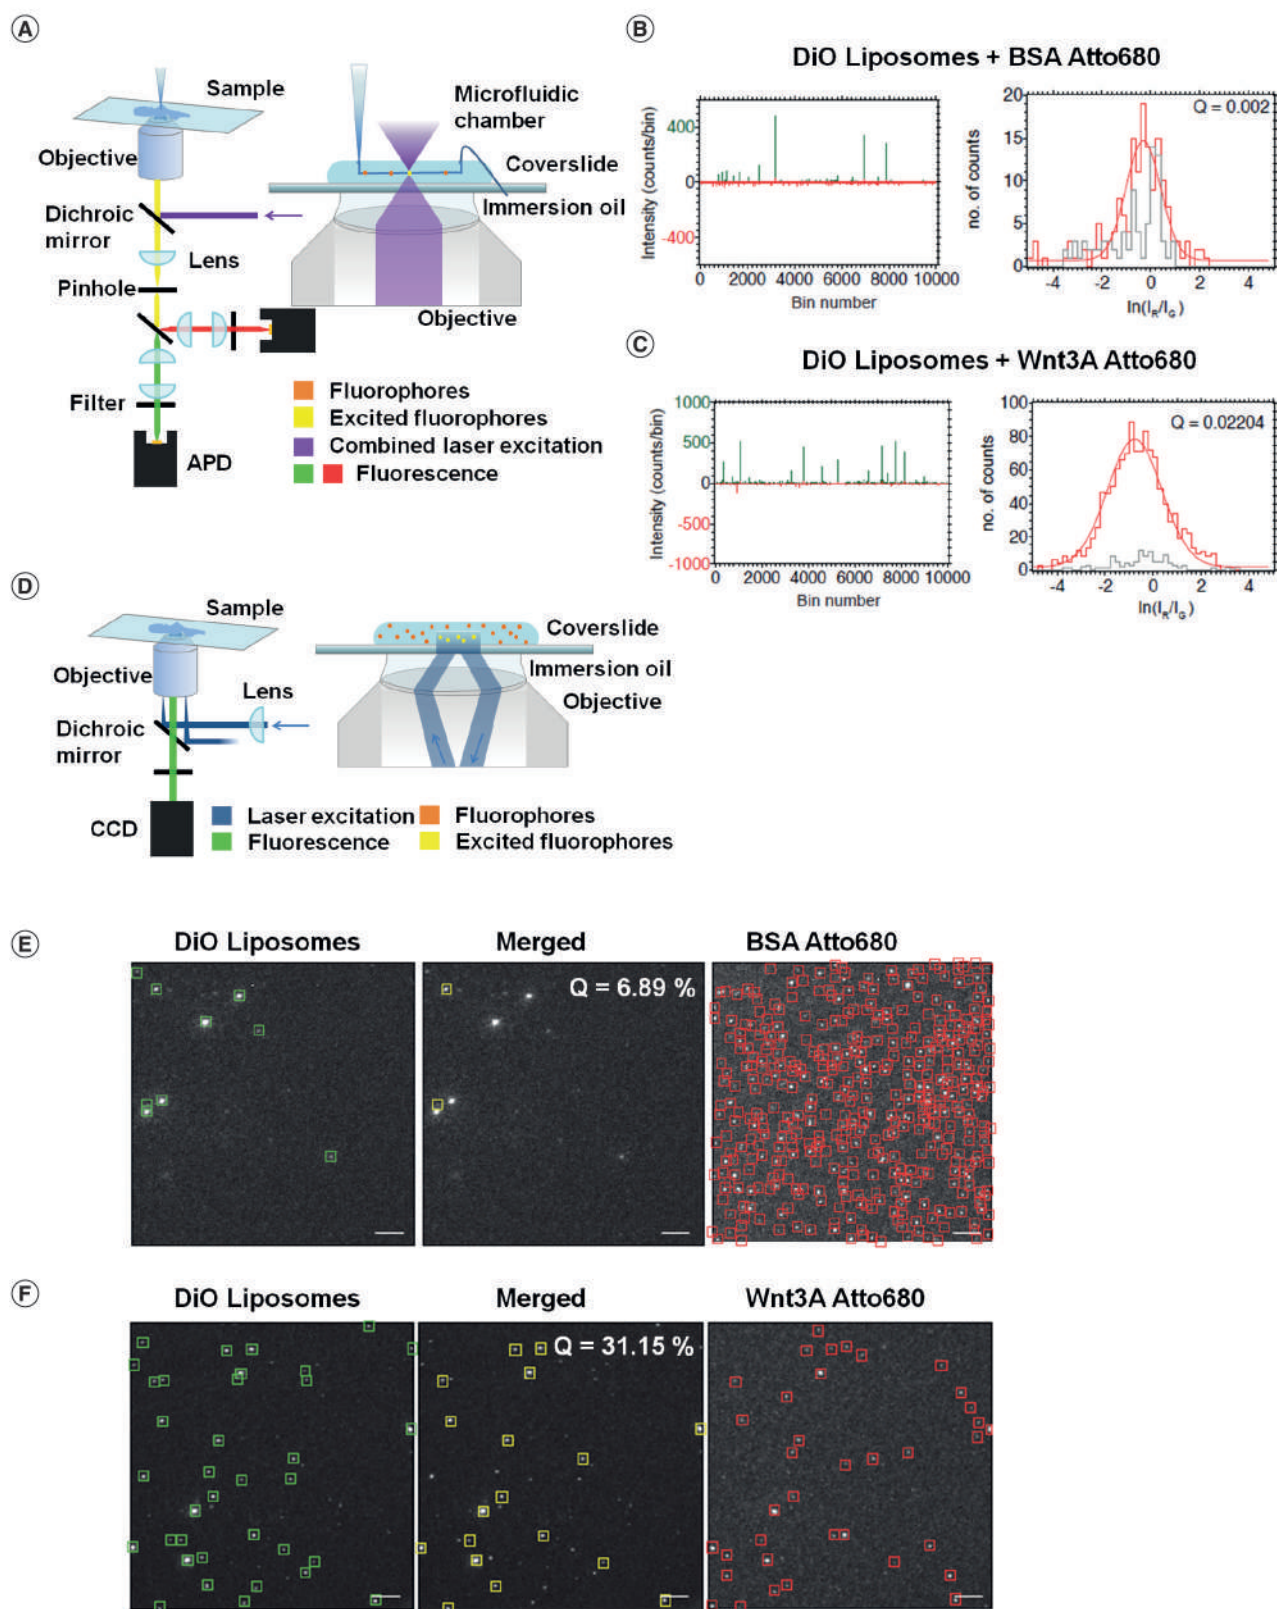 A
Sample
Objective
Dichroic
mirror
Lens
Pinhole
Filter
APD
Microfluidic
chamber
Coverslide
Immersion oil
Objective
Fluorophores
Excited fluorophores
Combined laser excitation
Fluorescence
B
DiO Liposomes + BSA Atto680
Intensity (counts/bin)
400
0
-400
0 2000 4000 6000 8000 10000
Bin number
no. of counts
20
15
10
5
0
Q = 0.002
-4 -2 0 2 4
ln(I_R/I_G)
C
DiO Liposomes + Wnt3A Atto680
Intensity (counts/bin)
1000
500
0
-500
-1000
0 2000 4000 6000 8000 10000
Bin number
no. of counts
100
80
60
40
20
0
Q = 0.02204
-4 -2 0 2 4
ln(I_R/I_G)
D
Sample
Objective
Lens
Dichroic
mirror
CCD
Coverslide
Immersion oil
Objective
Laser excitation
Fluorophores
Fluorescence
Excited fluorophores
E
DiO Liposomes
Merged
BSA Atto680
Q = 6.89 %
F
DiO Liposomes
Merged
Wnt3A Atto680
Q = 31.15 %